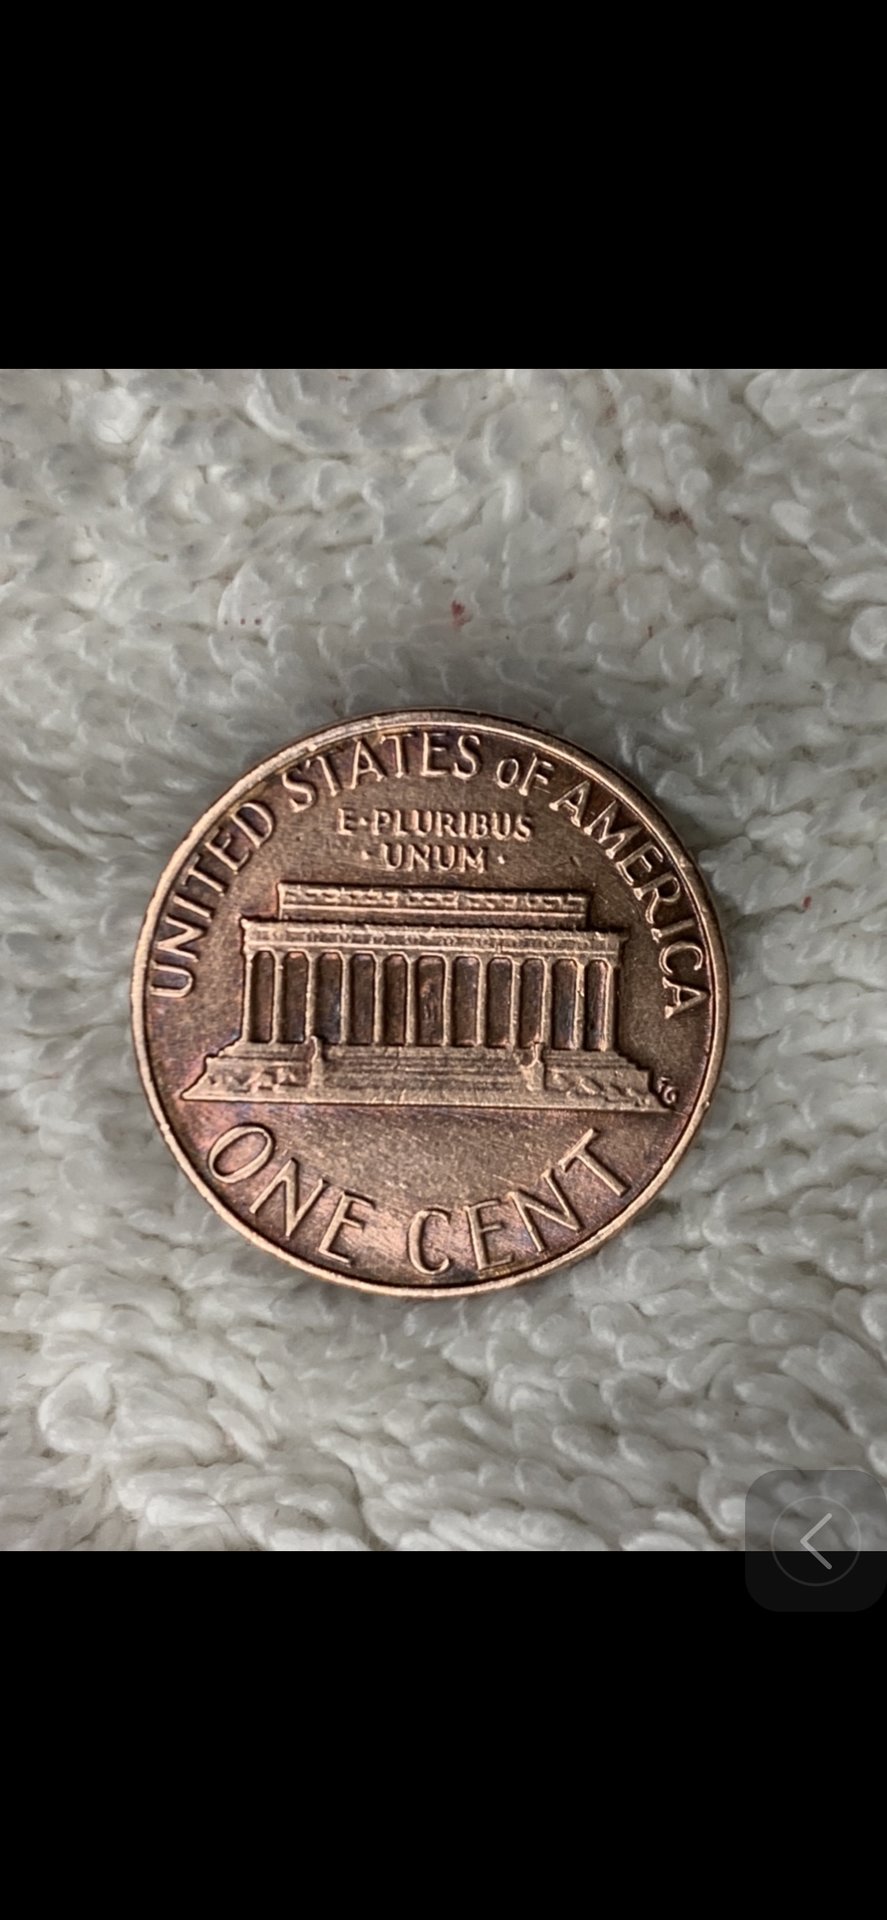 UNITED STATES OF AMERICA
E·PLURIBUS
·UNUM·
FG
ONE CENT